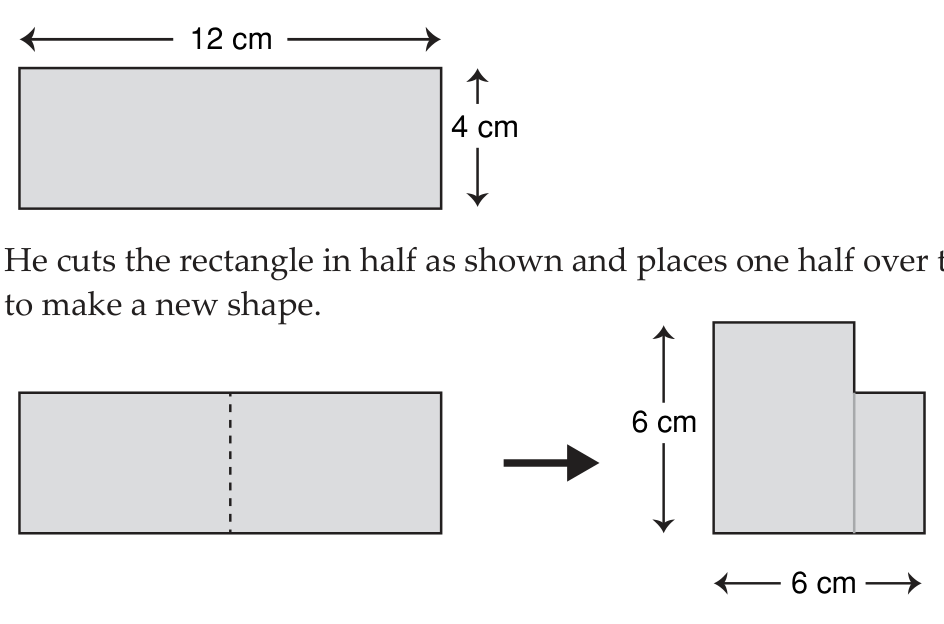 12 cm
4 cm
He cuts the rectangle in half as shown and places one half over
to make a new shape.
6 cm
6 cm